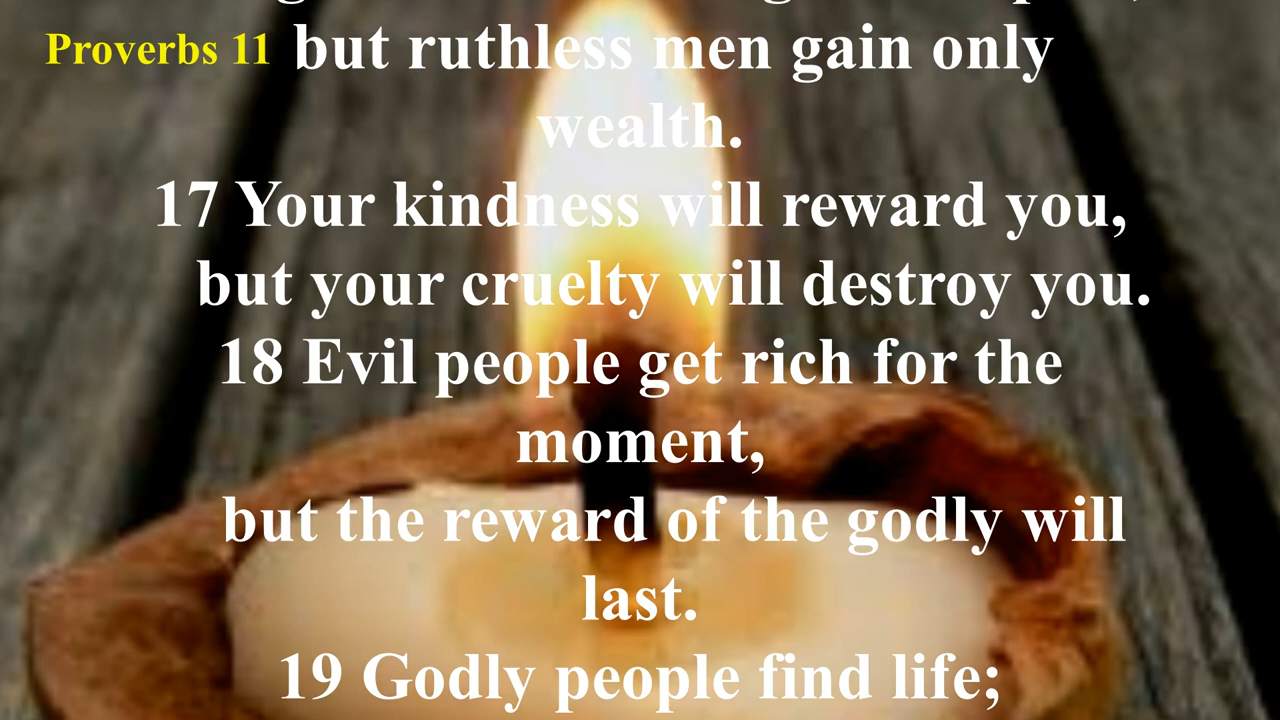 Proverbs 11 but ruthless men gain only
wealth.
17 Your kindness will reward you,
but your cruelty will destroy you.
18 Evil people get rich for the
moment,
but the reward of the godly will
last.
19 Godly people find life;